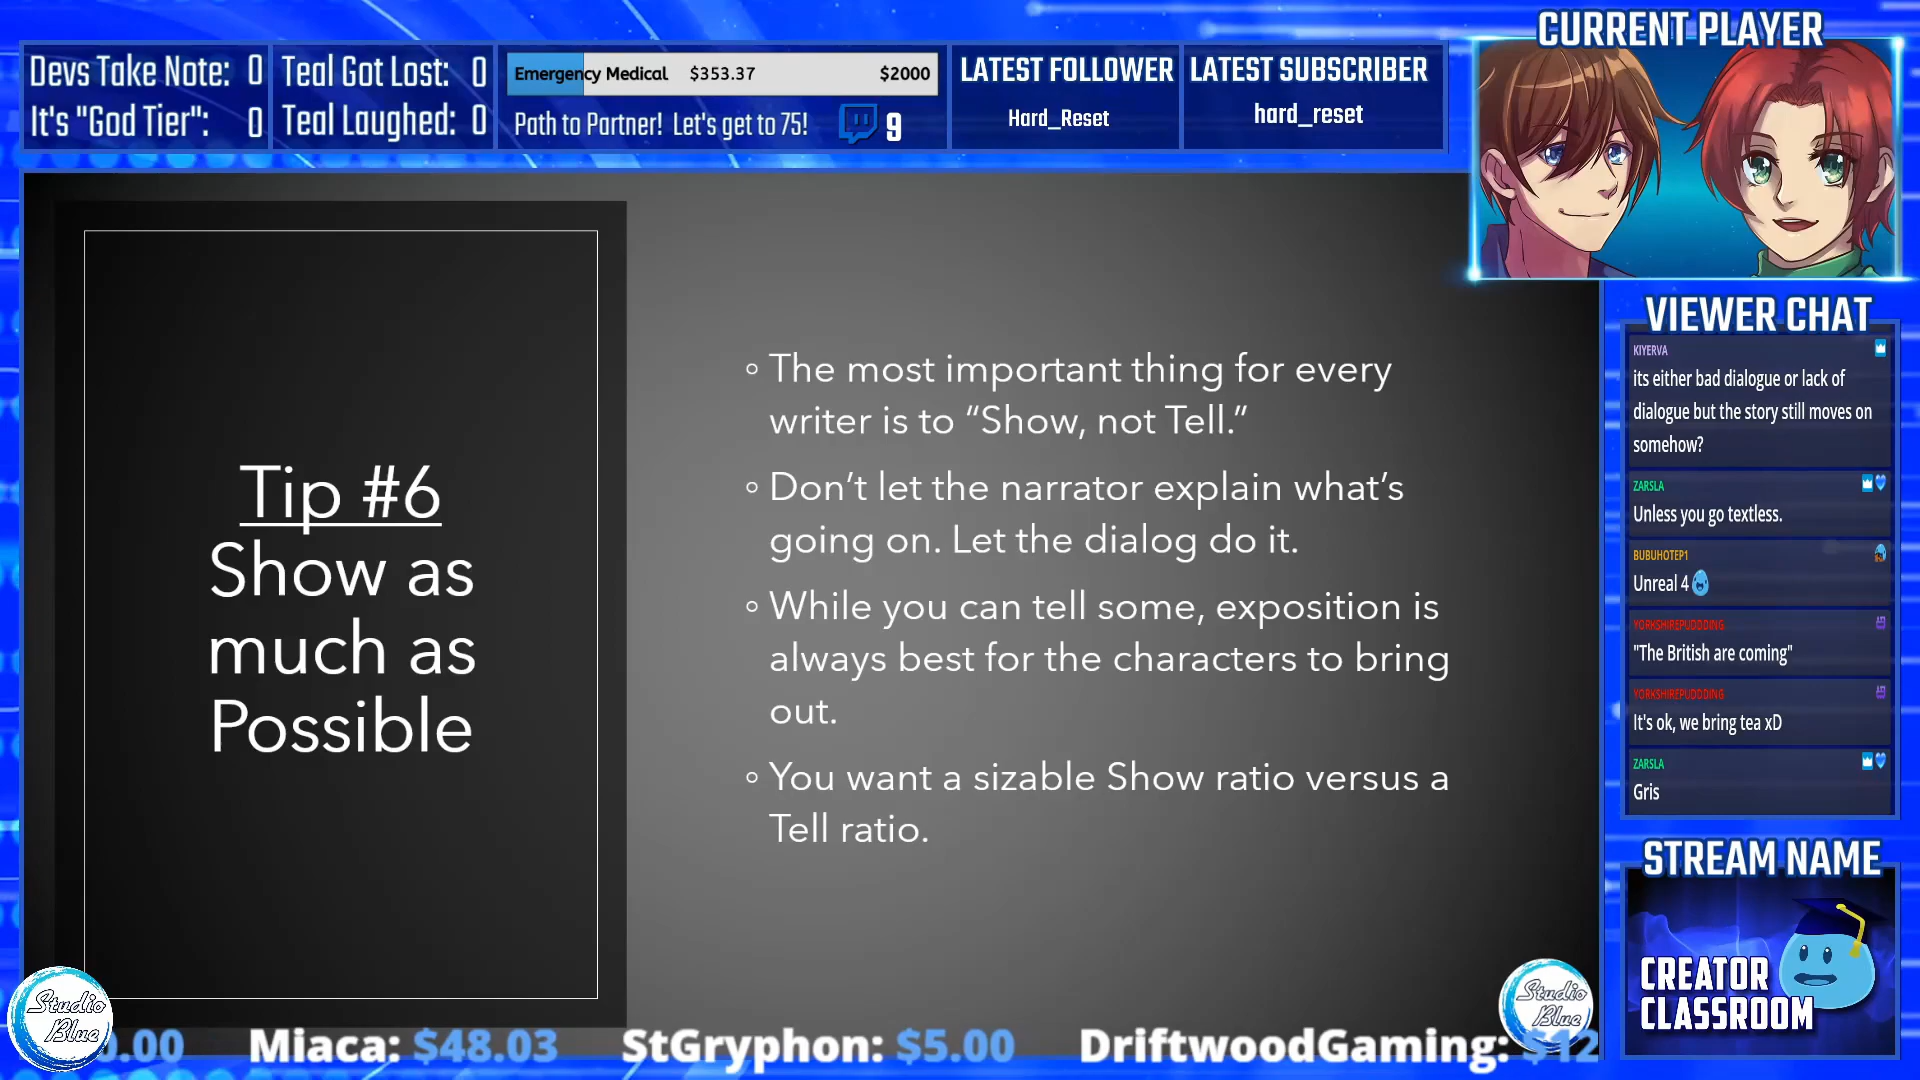 CURRENT PLAYER
Devs Take Note: 0
It's "God Tier": 0
Teal Got Lost: 0
Teal Laughed: 0
Emergency Medical $353.37 $2000
Path to Partner! Let's get to 75! 9
LATEST FOLLOWER
Hard_Reset
LATEST SUBSCRIBER
hard_reset
Tip #6
Show as
much as
Possible
The most important thing for every
writer is to “Show, not Tell.”
Don’t let the narrator explain what’s
going on. Let the dialog do it.
While you can tell some, exposition is
always best for the characters to bring
out.
You want a sizable Show ratio versus a
Tell ratio.
VIEWER CHAT
KIYERVA
its either bad dialogue or lack of
dialogue but the story still moves on
somehow?
ZARSLA
Unless you go textless.
BUBUHOTEP1
Unreal 4
YORKSHIREPUDDDING
"The British are coming"
YORKSHIREPUDDDING
It's ok, we bring tea xD
ZARSLA
Gris
STREAM NAME
CREATOR
CLASSROOM
Studio
Blue
Studio
Blue
0.00 Miaca: $48.03 StGryphon: $5.00 DriftwoodGaming: $12